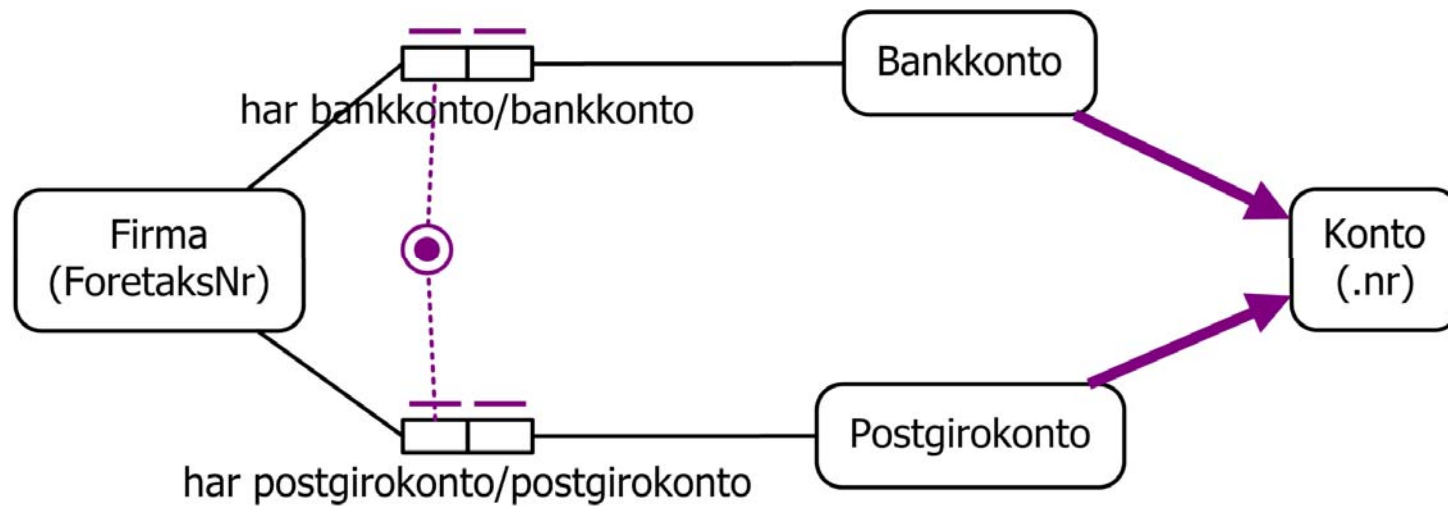 Bankkonto
har bankkonto/bankkonto
Firma
(ForetaksNr)
Konto
(.nr)
Postgirokonto
har postgirokonto/postgirokonto